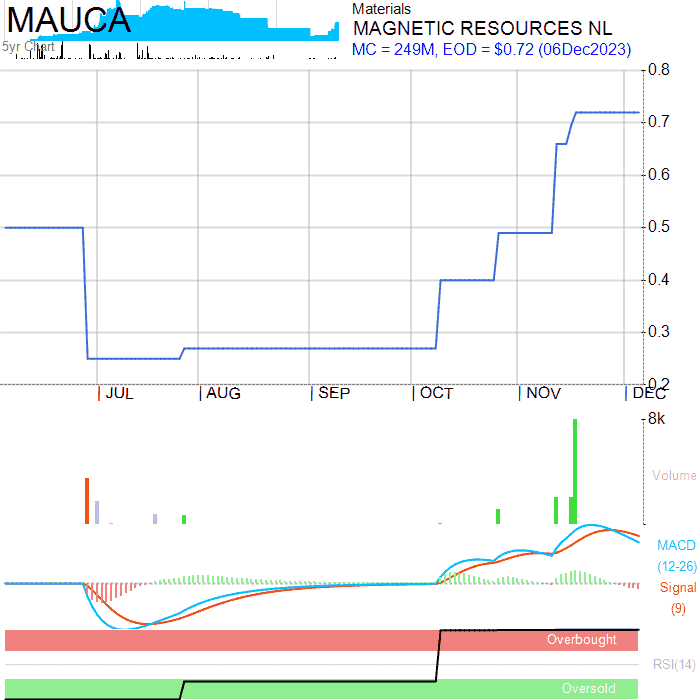 MAUCA
5yr Chart
Materials
MAGNETIC RESOURCES NL
MC = 249M, EOD = $0.72 (06Dec2023)
0.8
0.7
0.6
0.5
0.4
0.3
0.2
JUL AUG SEP OCT NOV DEC
8k
Volume
MACD
(12-26)
Signal
(9)
Overbought
RSI(14)
Oversold